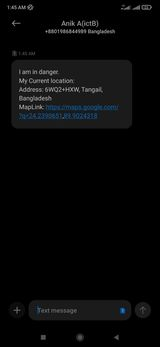 1:45 AM
Anik A(ictB)
+8801986844989 Bangladesh
1:45 AM
I am in danger.
My Current location:
Address: 6WQ2+HXW, Tangail,
Bangladesh
MapLink: https://maps.google.com/
?q=24.2390651,89.9024318
Text message